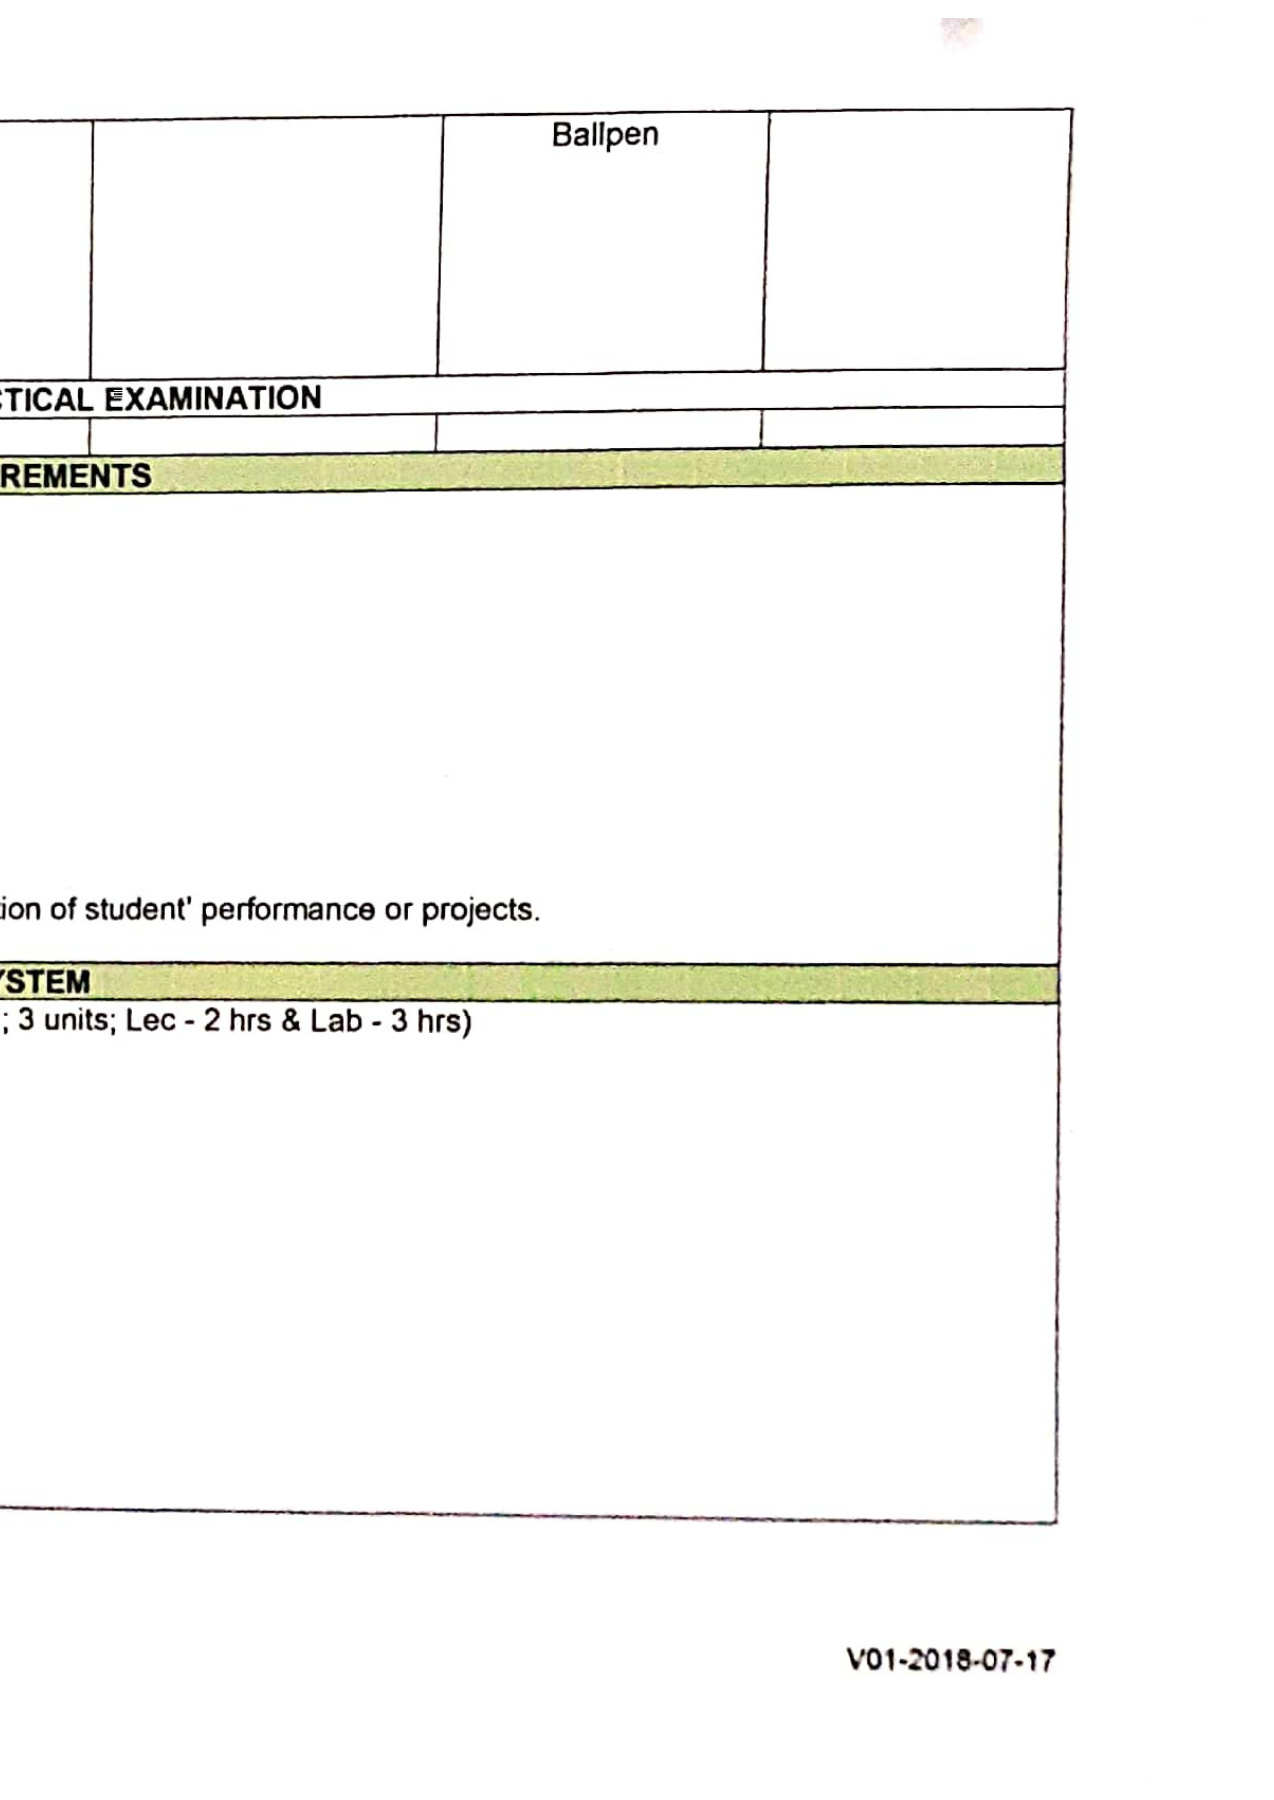 Ballpen
CTICAL EXAMINATION
REMENTS
ion of student' performance or projects.
YSTEM
; 3 units; Lec - 2 hrs & Lab - 3 hrs)
V01-2018-07-17